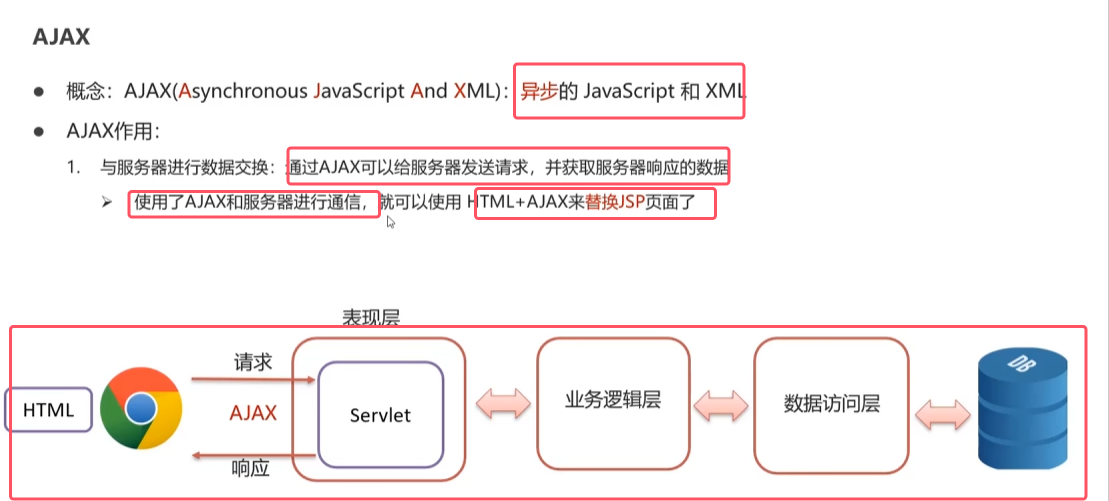 AJAX
● 概念：AJAX(Asynchronous JavaScript And XML)：异步的 JavaScript 和 XML
● AJAX作用：
1. 与服务器进行数据交换：通过AJAX可以给服务器发送请求，并获取服务器响应的数据
➢ 使用了AJAX和服务器进行通信，就可以使用 HTML+AJAX来替换JSP页面了
表现层
请求
HTML
AJAX
Servlet
业务逻辑层
数据访问层
DB
响应